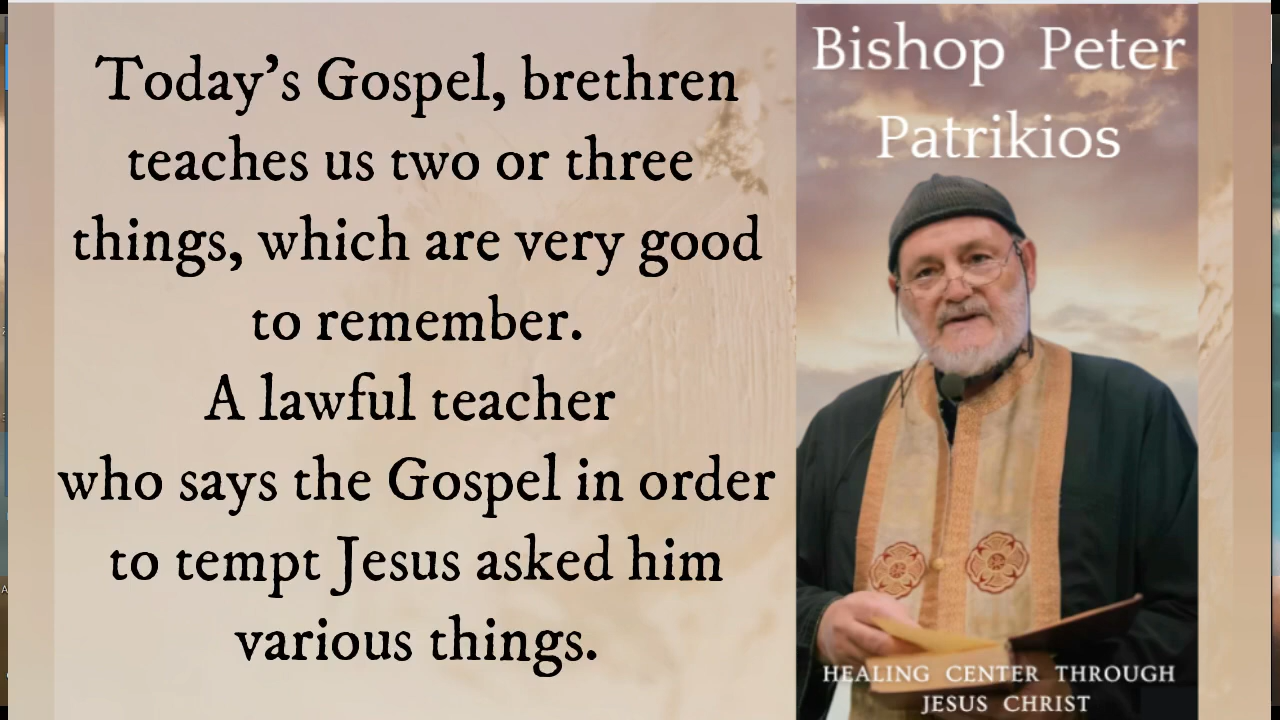 Today's Gospel, brethren
teaches us two or three
things, which are very good
to remember.
A lawful teacher
who says the Gospel in order
to tempt Jesus asked him
various things.
Bishop Peter
Patrikios
HEALING CENTER THROUGH
JESUS CHRIST